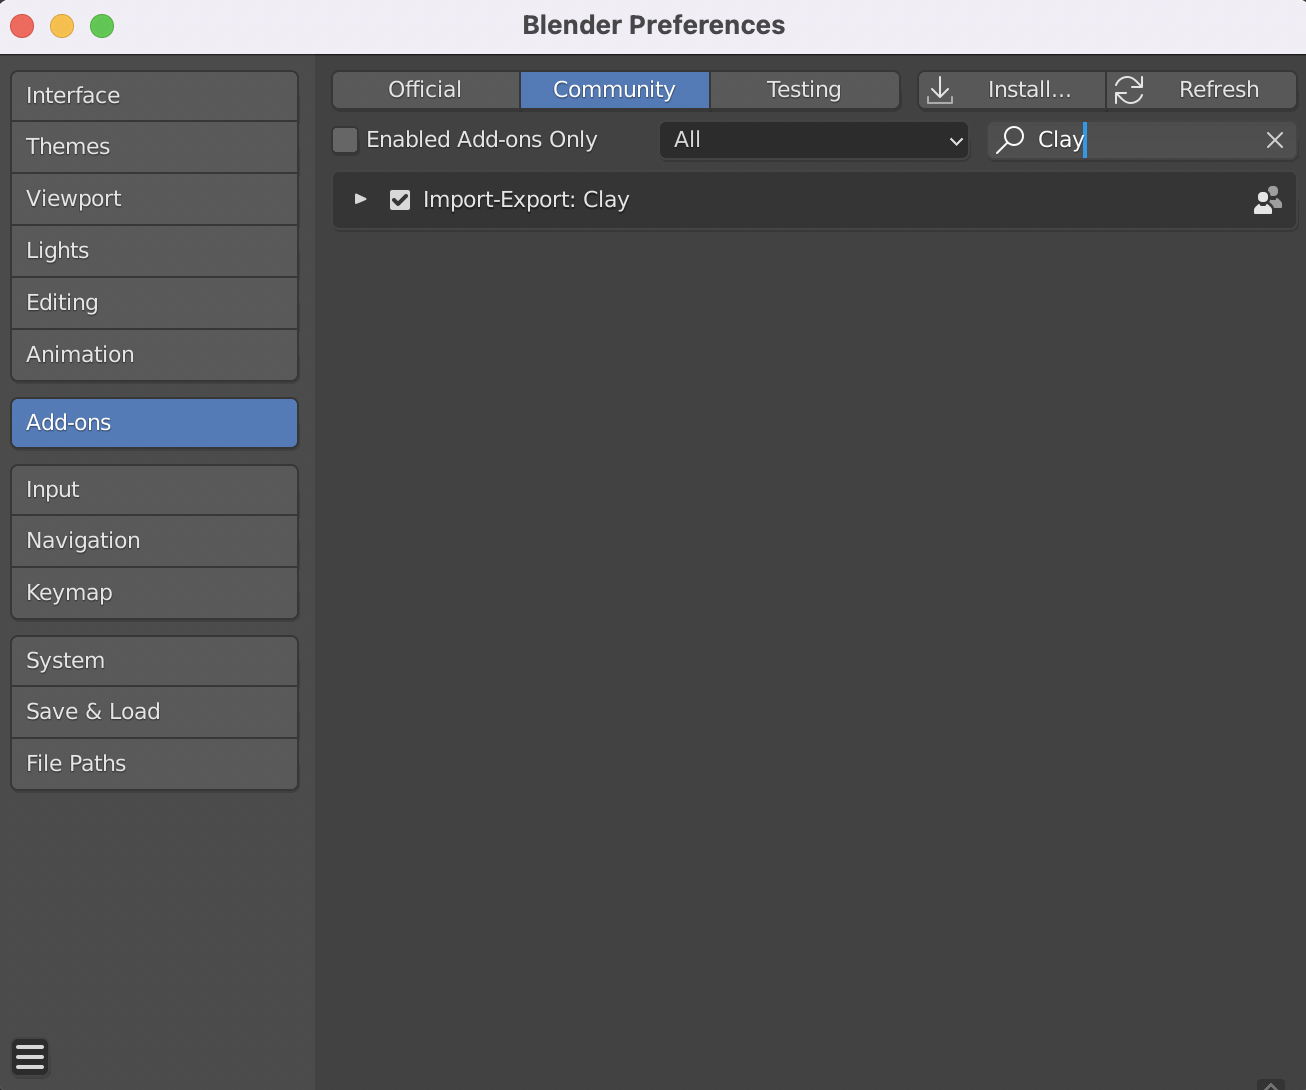 Blender Preferences
Interface
Themes
Viewport
Lights
Editing
Animation
Add-ons
Input
Navigation
Keymap
System
Save & Load
File Paths
Official Community Testing Install... Refresh
Enabled Add-ons Only All Clay
Import-Export: Clay